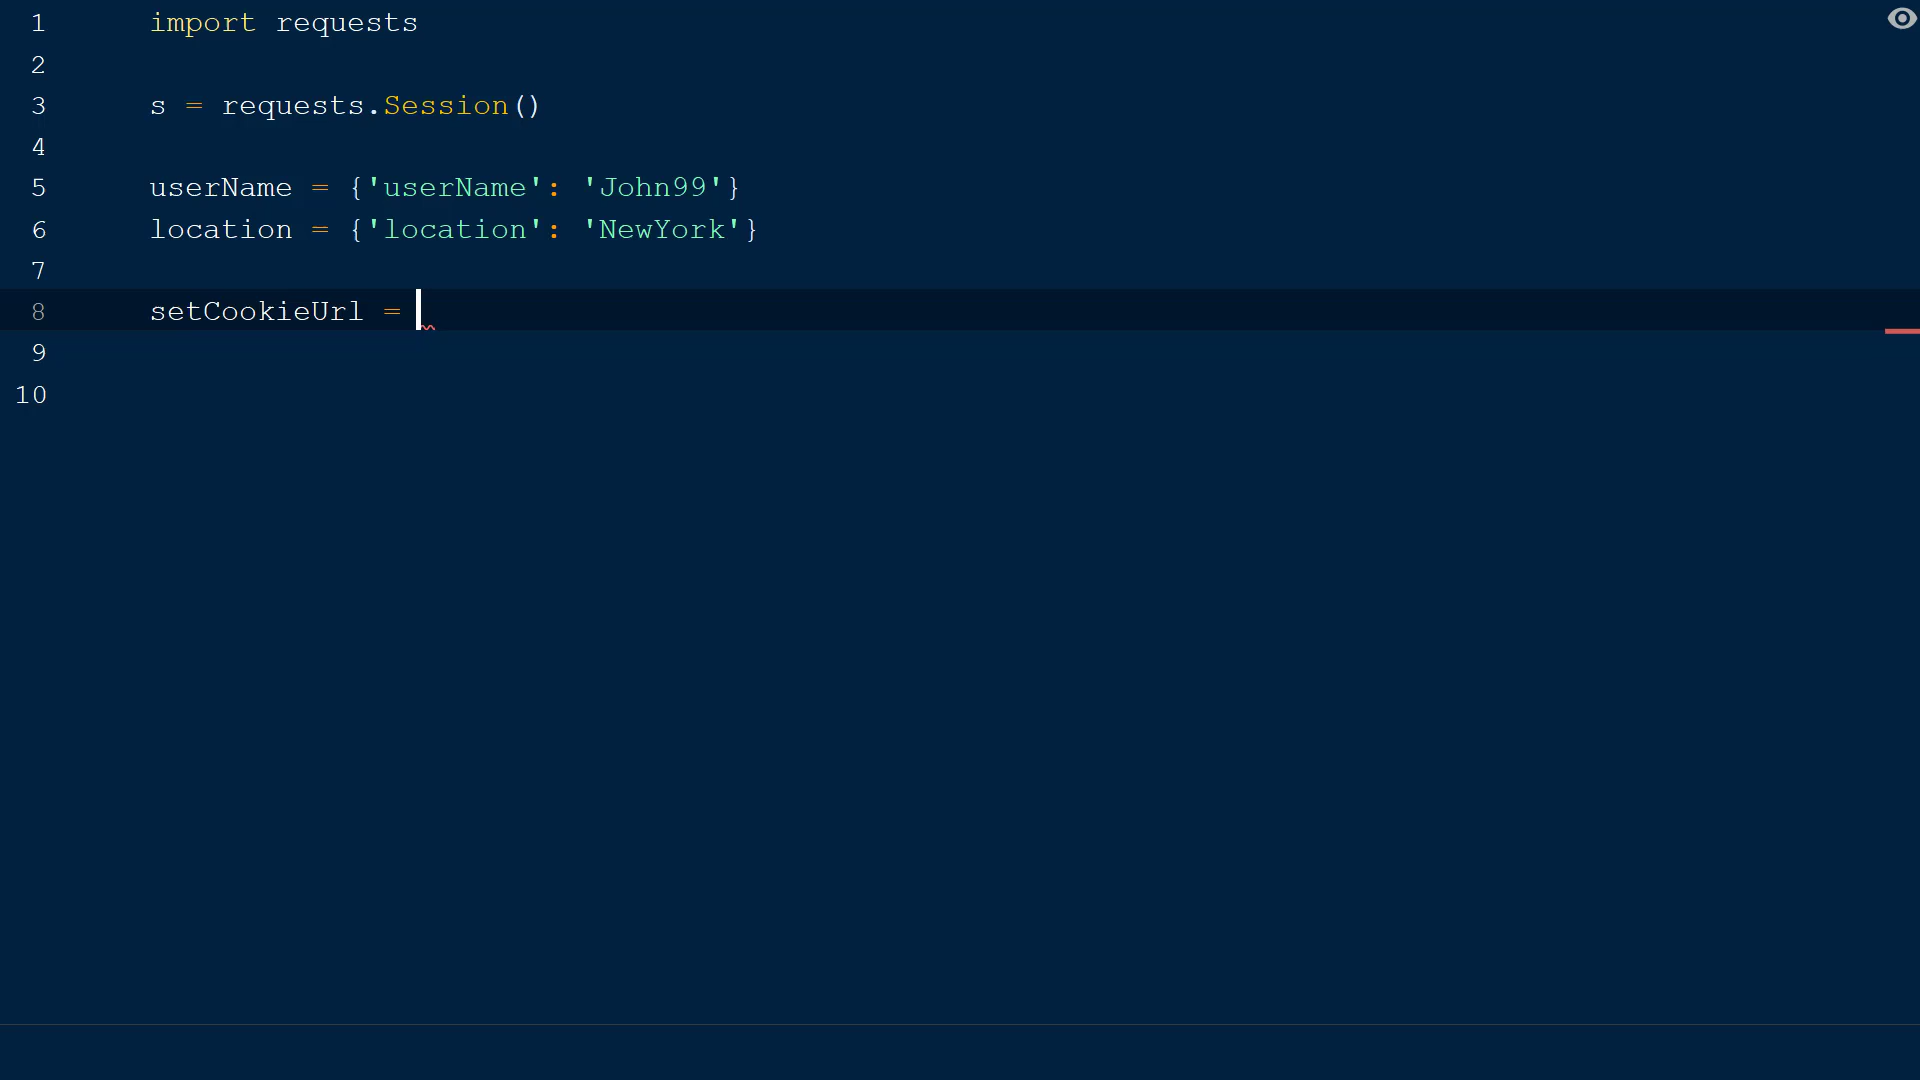 1 import requests
2
3 s = requests.Session()
4
5 userName = {'userName': 'John99'}
6 location = {'location': 'NewYork'}
7
8 setCookieUrl =
9
10